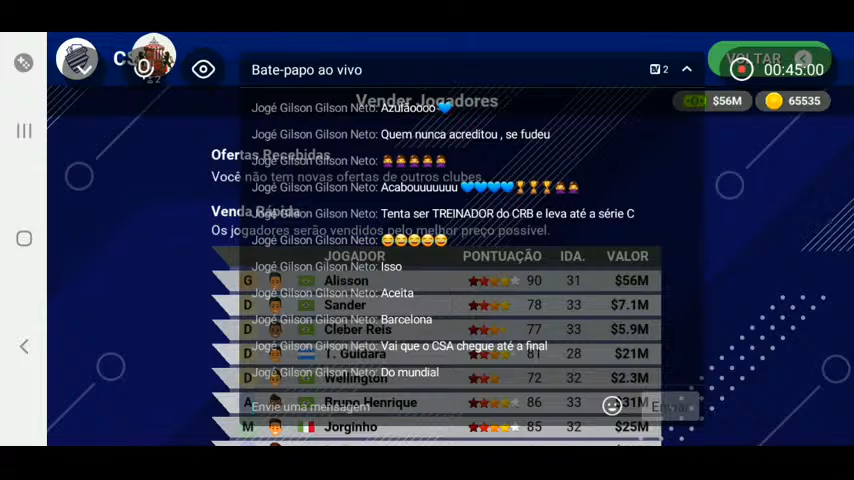 CS
VOLTAR
Bate-papo ao vivo
2
00:45:00
Vender Jogadores
$56M
65535
Jogé Gilson Gilson Neto: Azulãoooo 💙
Jogé Gilson Gilson Neto: Quem nunca acreditou , se fudeu
Ofertas Recebidas
Jogé Gilson Gilson Neto: 🤦‍♀️🤦‍♀️🤦‍♀️🤦‍♀️🤦‍♀️
Você não tem novas ofertas de outros clubes.
Jogé Gilson Gilson Neto: Acabouuuuuuu 💙💙💙💙🏆🏆🏆🤦‍♀️🤦‍♀️
Venda Rápida
Jogé Gilson Gilson Neto: Tenta ser TREINADOR do CRB e leva até a série C
Os jogadores serão vendidos pelo melhor preço possível.
Jogé Gilson Gilson Neto: 😅😅😅😅😅
JOGADOR PONTUAÇÃO IDA. VALOR
Jogé Gilson Gilson Neto: Isso
G Alisson 90 31 $56M
Jogé Gilson Gilson Neto: Aceita
D Sander 78 33 $7.1M
Jogé Gilson Gilson Neto: Barcelona
D Cleber Reis 77 33 $5.9M
Jogé Gilson Gilson Neto: Vai que o CSA chegue até a final
D T. Guidara 81 28 $21M
Jogé Gilson Gilson Neto: Do mundial
D Wellington 72 32 $2.3M
Envie uma mensagem
Enviar
A Bruno Henrique 86 33 $31M
M Jorginho 85 32 $25M